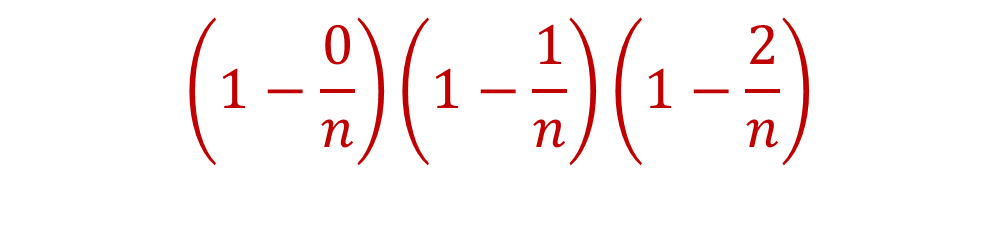 (1 − 0/n)(1 − 1/n)(1 − 2/n)